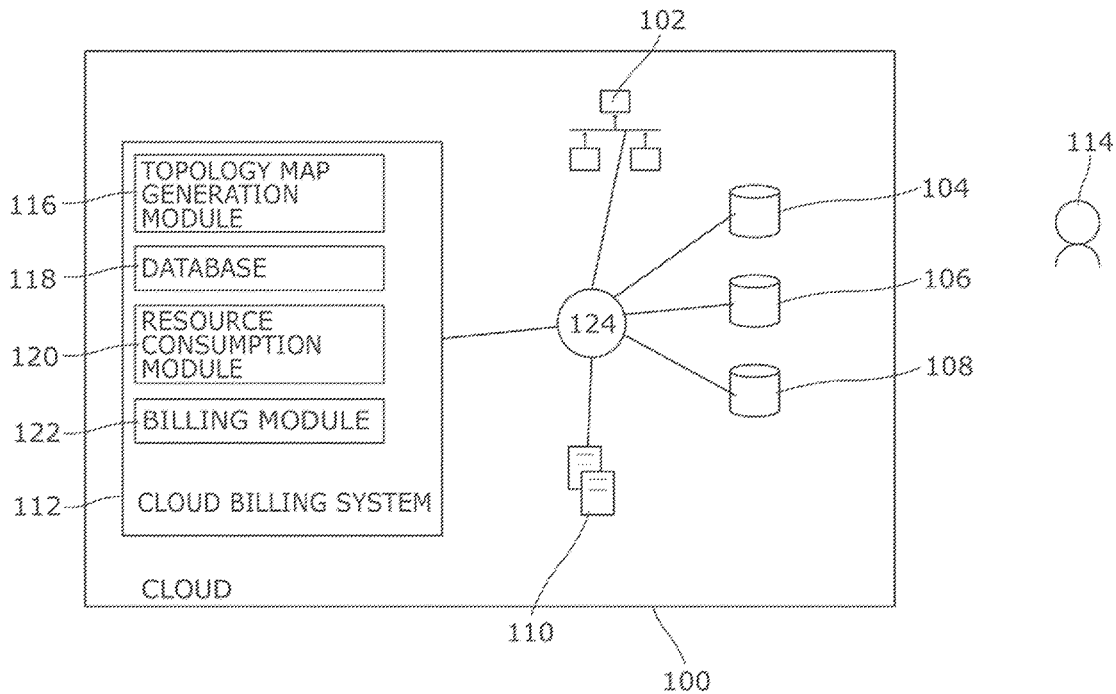 102
114
116
TOPOLOGY MAP
GENERATION
MODULE
104
118
DATABASE
106
120
RESOURCE
CONSUMPTION
MODULE
124
108
122
BILLING MODULE
112
CLOUD BILLING SYSTEM
CLOUD
110
100